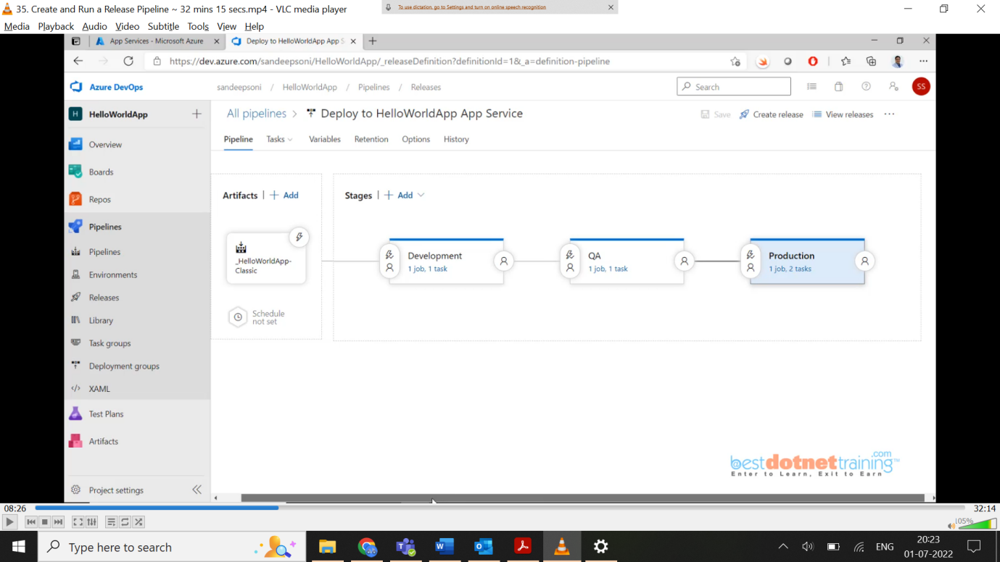 35. Create and Run a Release Pipeline ~ 32 mins 15 secs.mp4 - VLC media player
To use dictation, go to Settings and turn on online speech recognition
Media Playback Audio Video Subtitle Tools View Help
App Services - Microsoft Azure
Deploy to HelloWorldApp App S
https://dev.azure.com/sandeepsoni/HelloWorldApp/_releaseDefinition?definitionId=1&_a=definition-pipeline
Azure DevOps
sandeepsoni / HelloWorldApp / Pipelines / Releases
Search
SS
H HelloWorldApp
All pipelines > Deploy to HelloWorldApp App Service
Save Create release View releases ...
Pipeline Tasks Variables Retention Options History
Overview
Boards
Repos
Pipelines
Pipelines
Environments
Releases
Library
Task groups
Deployment groups
XAML
Test Plans
Artifacts
Project settings
Artifacts | + Add
_HelloWorldApp-
Classic
Schedule
not set
Stages | + Add
Development
1 job, 1 task
QA
1 job, 1 task
Production
1 job, 2 tasks
bestdotnettraining.com™
Enter to Learn, Exit to Earn
08:26
32:14
105%
Type here to search
ENG
20:23
01-07-2022